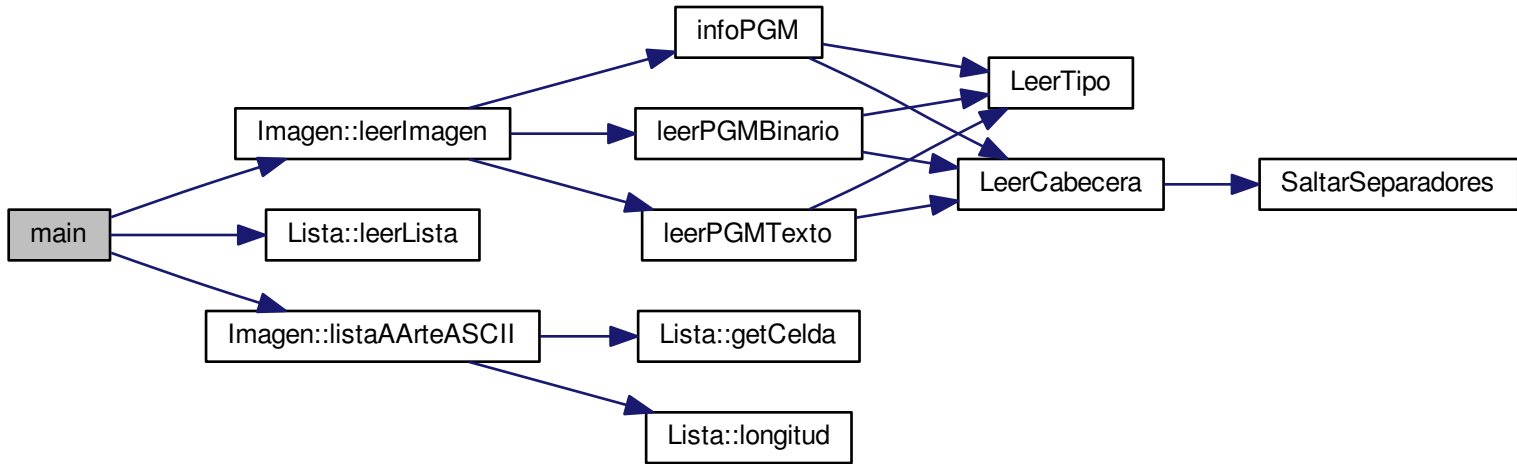 main
Imagen::leerImagen
Lista::leerLista
Imagen::listaAArteASCII
infoPGM
leerPGMBinario
leerPGMTexto
Lista::getCelda
Lista::longitud
LeerTipo
LeerCabecera
SaltarSeparadores